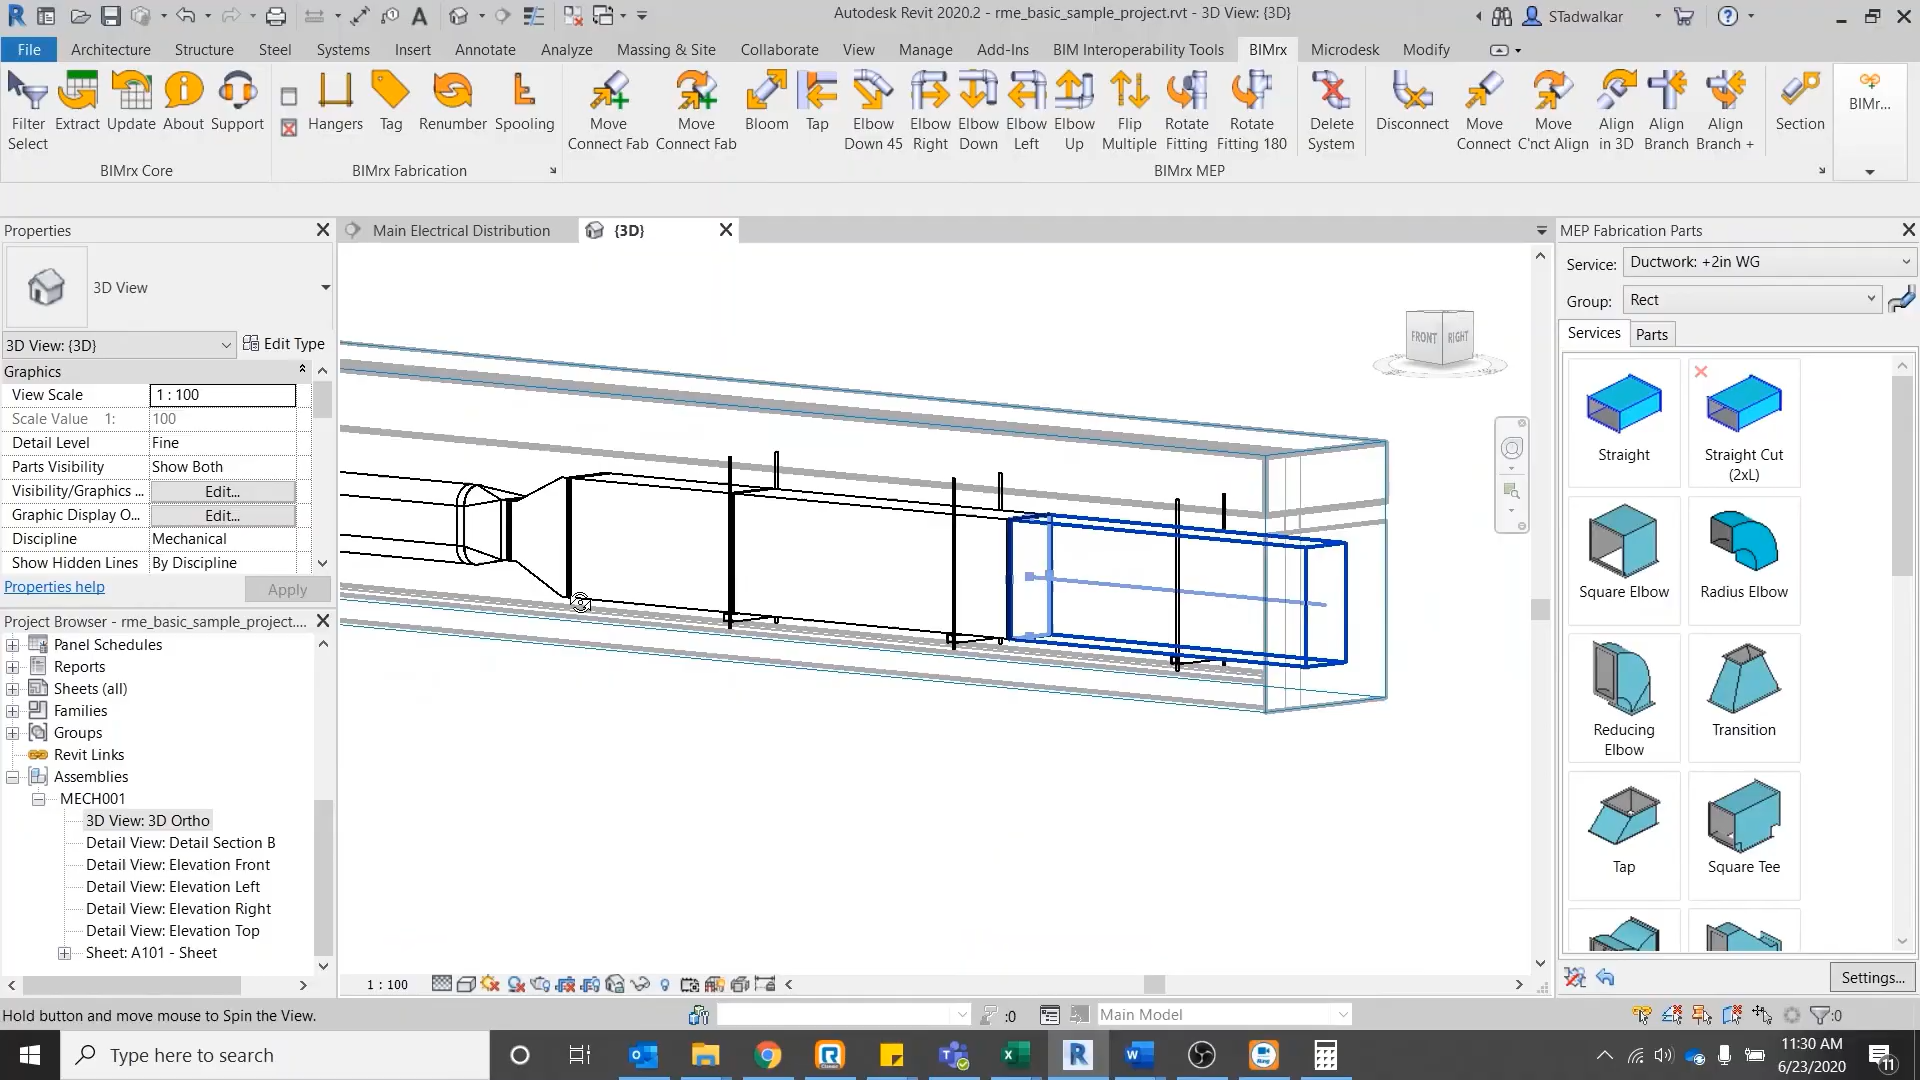 Autodesk Revit 2020.2 - rme_basic_sample_project.rvt - 3D View: {3D}
STadwalkar
File
Architecture
Structure
Steel
Systems
Insert
Annotate
Analyze
Massing & Site
Collaborate
View
Manage
Add-Ins
BIM Interoperability Tools
BIMrx
Microdesk
Modify
Filter
Select
Extract
Update
About
Support
Hangers
Tag
Renumber
Spooling
Move
Connect Fab
Move
Connect Fab
Bloom
Tap
Elbow
Down 45
Elbow
Right
Elbow
Down
Elbow
Left
Elbow
Up
Flip
Multiple
Rotate
Fitting
Rotate
Fitting 180
Delete
System
Disconnect
Move
Connect
Move
C'nct Align
Align
in 3D
Align
Branch
Align
Branch +
Section
BIMr...
BIMrx Core
BIMrx Fabrication
BIMrx MEP
Properties
3D View
3D View: {3D}
Edit Type
Graphics
View Scale
1 : 100
Scale Value 1:
100
Detail Level
Fine
Parts Visibility
Show Both
Visibility/Graphics ...
Edit...
Graphic Display O...
Edit...
Discipline
Mechanical
Show Hidden Lines
By Discipline
Properties help
Apply
Project Browser - rme_basic_sample_project....
Panel Schedules
Reports
Sheets (all)
Families
Groups
Revit Links
Assemblies
MECH001
3D View: 3D Ortho
Detail View: Detail Section B
Detail View: Elevation Front
Detail View: Elevation Left
Detail View: Elevation Right
Detail View: Elevation Top
Sheet: A101 - Sheet
Main Electrical Distribution
{3D}
FRONT
RIGHT
1 : 100
MEP Fabrication Parts
Service:
Ductwork: +2in WG
Group:
Rect
Services
Parts
Straight
Straight Cut
(2xL)
Square Elbow
Radius Elbow
Reducing
Elbow
Transition
Tap
Square Tee
Settings...
Hold button and move mouse to Spin the View.
:0
Main Model
:0
Type here to search
11:30 AM
6/23/2020
11